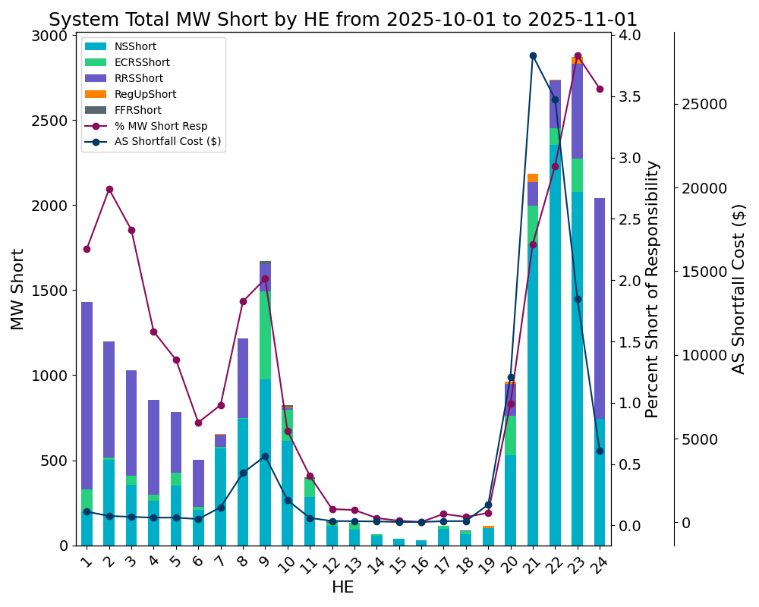 System Total MW Short by HE from 2025-10-01 to 2025-11-01
NSShort
ECRSShort
RRSShort
RegUpShort
FFRShort
% MW Short Resp
AS Shortfall Cost ($)
MW Short
3000
2500
2000
1500
1000
500
0
1 2 3 4 5 6 7 8 9 10 11 12 13 14 15 16 17 18 19 20 21 22 23 24
HE
4.0
3.5
3.0
2.5
2.0
1.5
1.0
0.5
0.0
Percent Short of Responsibility
25000
20000
15000
10000
5000
0
AS Shortfall Cost ($)